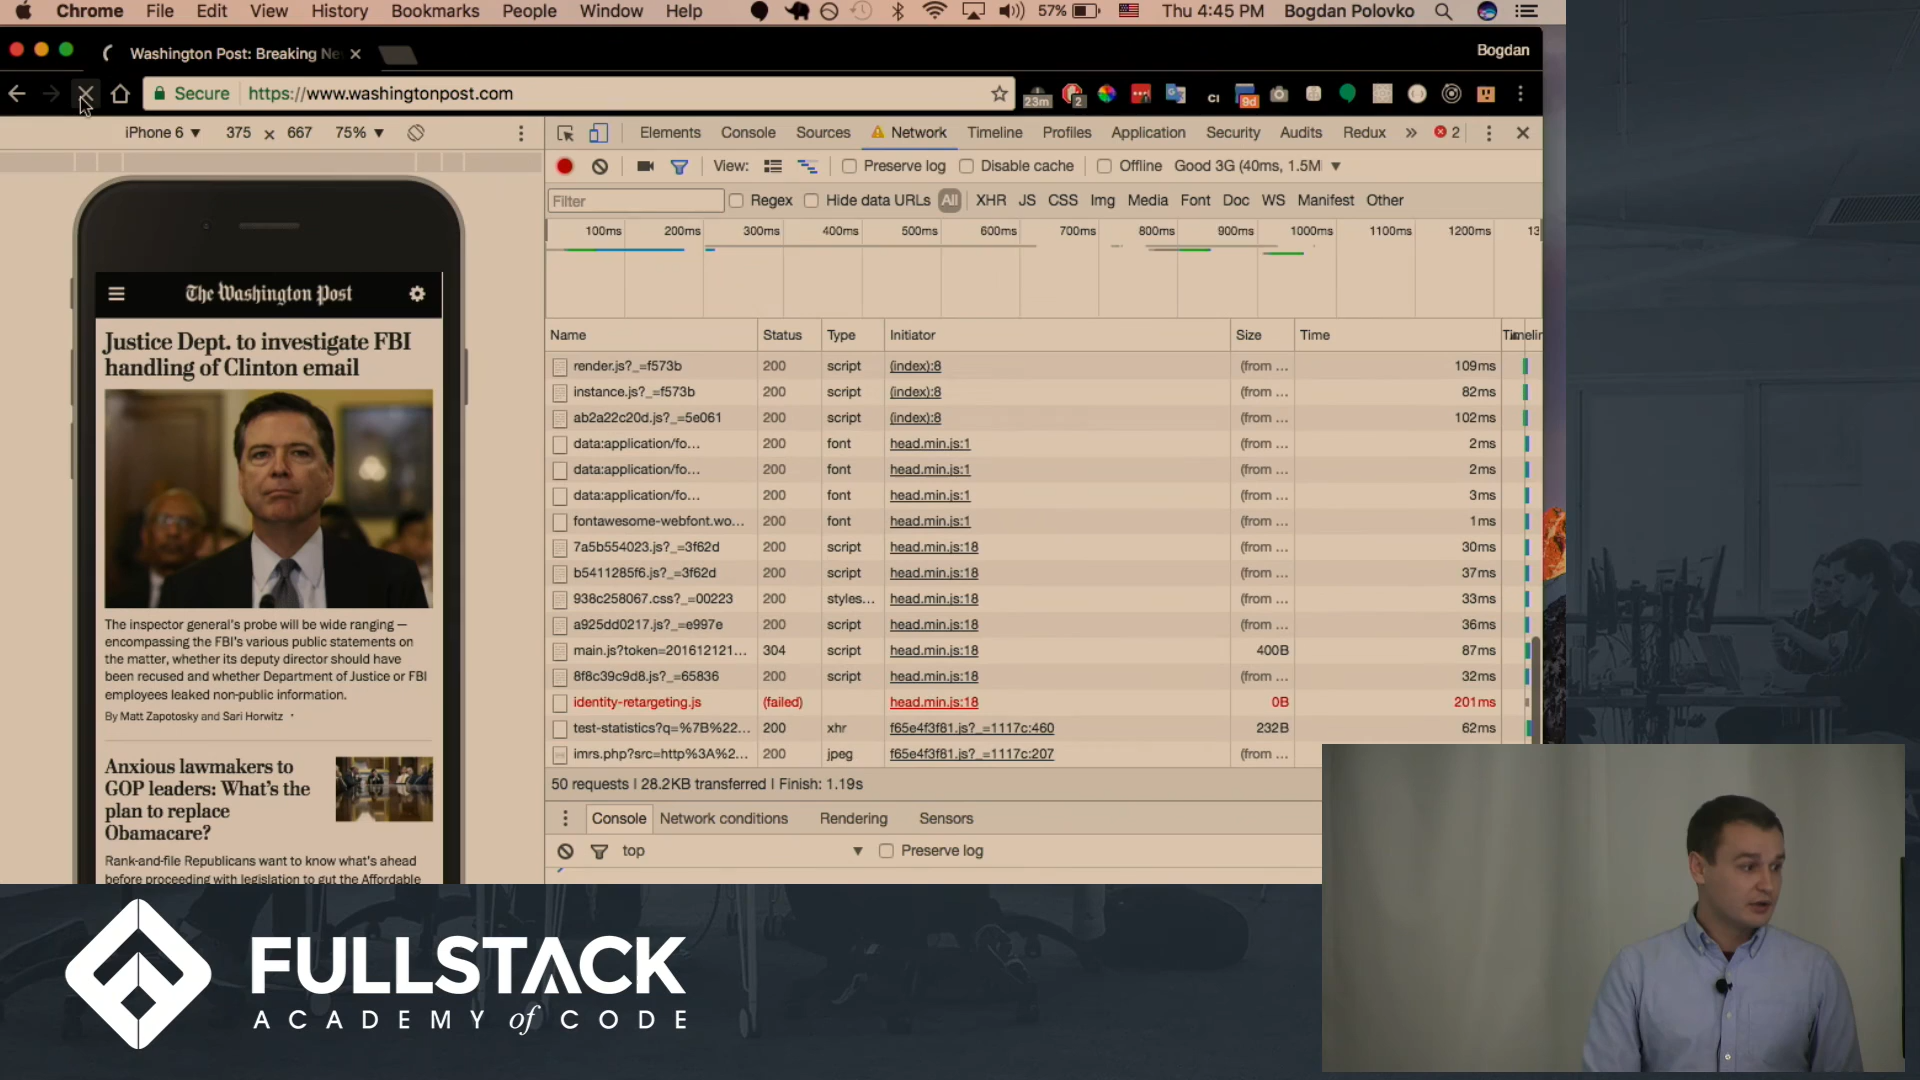 Chrome File Edit View History Bookmarks People Window Help 57% Thu 4:45 PM Bogdan Polovko
Washington Post: Breaking Ne
Bogdan
Secure https://www.washingtonpost.com
23m 2 CI 9d
iPhone 6 375 × 667 75%
Elements Console Sources Network Timeline Profiles Application Security Audits Redux » 2
View: Preserve log Disable cache Offline Good 3G (40ms, 1.5M
Filter Regex Hide data URLs All XHR JS CSS Img Media Font Doc WS Manifest Other
100ms 200ms 300ms 400ms 500ms 600ms 700ms 800ms 900ms 1000ms 1100ms 1200ms 13
Name Status Type Initiator Size Time
render.js?_=f573b 200 script (index):8 (from ... 109ms
instance.js?_=f573b 200 script (index):8 (from ... 82ms
ab2a22c20d.js?_=5e061 200 script (index):8 (from ... 102ms
data:application/fo... 200 font head.min.js:1 (from ... 2ms
data:application/fo... 200 font head.min.js:1 (from ... 2ms
data:application/fo... 200 font head.min.js:1 (from ... 3ms
fontawesome-webfont.wo... 200 font head.min.js:1 (from ... 1ms
7a5b554023.js?_=3f62d 200 script head.min.js:18 (from ... 30ms
b5411285f6.js?_=3f62d 200 script head.min.js:18 (from ... 37ms
938c258067.css?_=00223 200 styles... head.min.js:18 (from ... 33ms
a925dd0217.js?_=e997e 200 script head.min.js:18 (from ... 36ms
main.js?token=201612121... 304 script head.min.js:18 400B 87ms
8f8c39c9d8.js?_=65836 200 script head.min.js:18 (from ... 32ms
identity-retargeting.js (failed) head.min.js:18 0B 201ms
test-statistics?q=%7B%22... 200 xhr f65e4f3f81.js?_=1117c:460 232B 62ms
imrs.php?src=http%3A%2... 200 jpeg f65e4f3f81.js?_=1117c:207 (from ...
50 requests | 28.2KB transferred | Finish: 1.19s
Console Network conditions Rendering Sensors
top Preserve log
The Washington Post
Justice Dept. to investigate FBI
handling of Clinton email
The inspector general's probe will be wide ranging —
encompassing the FBI's various public statements on
the matter, whether its deputy director should have
been recused and whether Department of Justice or FBI
employees leaked non-public information.
By Matt Zapotosky and Sari Horwitz ·
Anxious lawmakers to
GOP leaders: What's the
plan to replace
Obamacare?
Rank-and-file Republicans want to know what's ahead
before proceeding with legislation to gut the Affordable
FULLSTACK
ACADEMY of CODE